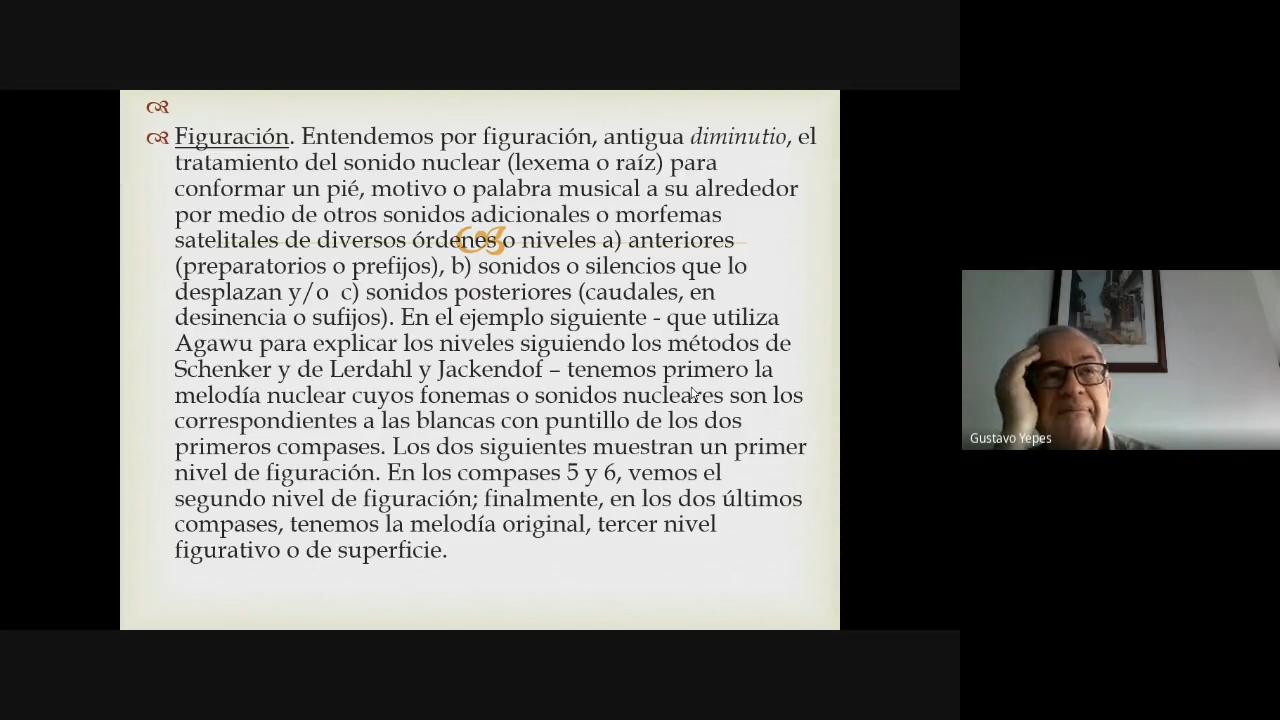 Figuración. Entendemos por figuración, antigua diminutio, el
tratamiento del sonido nuclear (lexema o raíz) para
conformar un pié, motivo o palabra musical a su alrededor
por medio de otros sonidos adicionales o morfemas
satelitales de diversos órdenes o niveles a) anteriores
(preparatorios o prefijos), b) sonidos o silencios que lo
desplazan y/o c) sonidos posteriores (caudales, en
desinencia o sufijos). En el ejemplo siguiente - que utiliza
Agawu para explicar los niveles siguiendo los métodos de
Schenker y de Lerdahl y Jackendof – tenemos primero la
melodía nuclear cuyos fonemas o sonidos nucleares son los
correspondientes a las blancas con puntillo de los dos
primeros compases. Los dos siguientes muestran un primer
nivel de figuración. En los compases 5 y 6, vemos el
segundo nivel de figuración; finalmente, en los dos últimos
compases, tenemos la melodía original, tercer nivel
figurativo o de superficie.
Gustavo Yepes